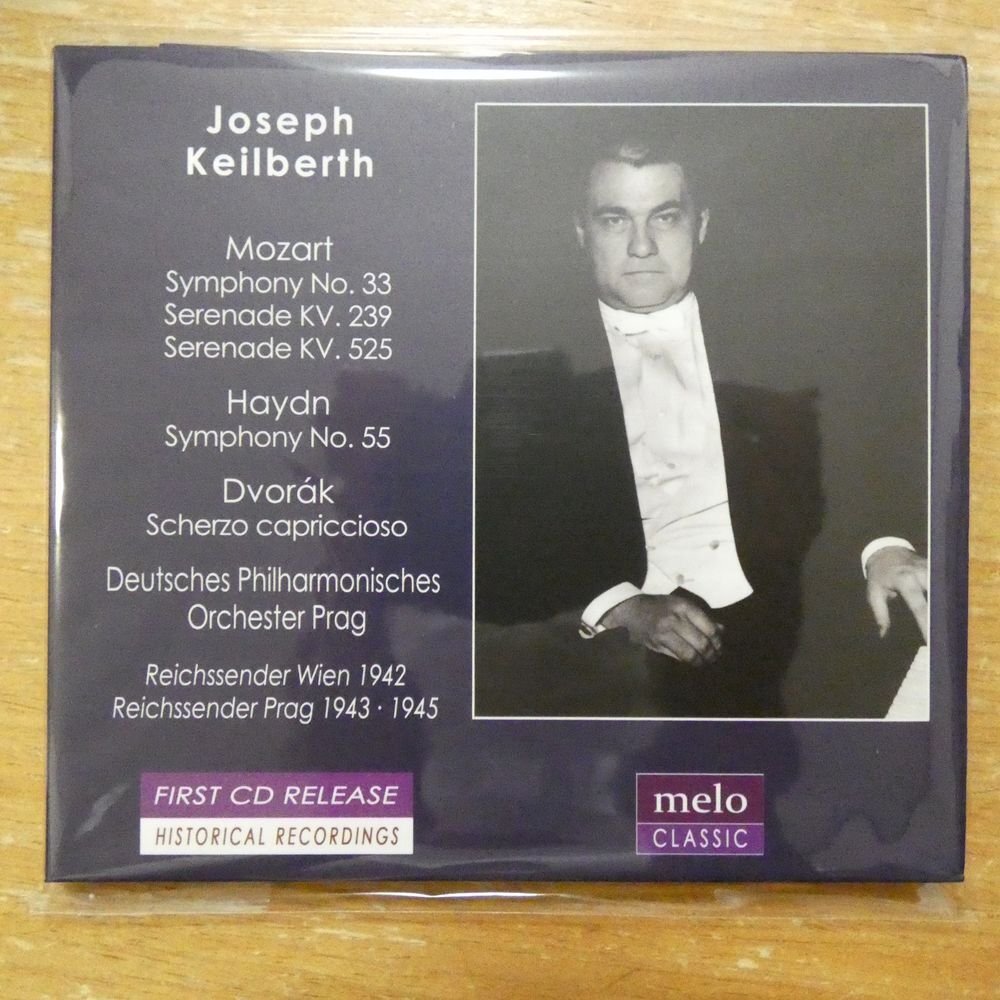 Joseph
Keilberth
Mozart
Symphony No. 33
Serenade KV. 239
Serenade KV. 525
Haydn
Symphony No. 55
Dvorák
Scherzo capriccioso
Deutsches Philharmonisches
Orchester Prag
Reichssender Wien 1942
Reichssender Prag 1943 · 1945
FIRST CD RELEASE
HISTORICAL RECORDINGS
melo
CLASSIC